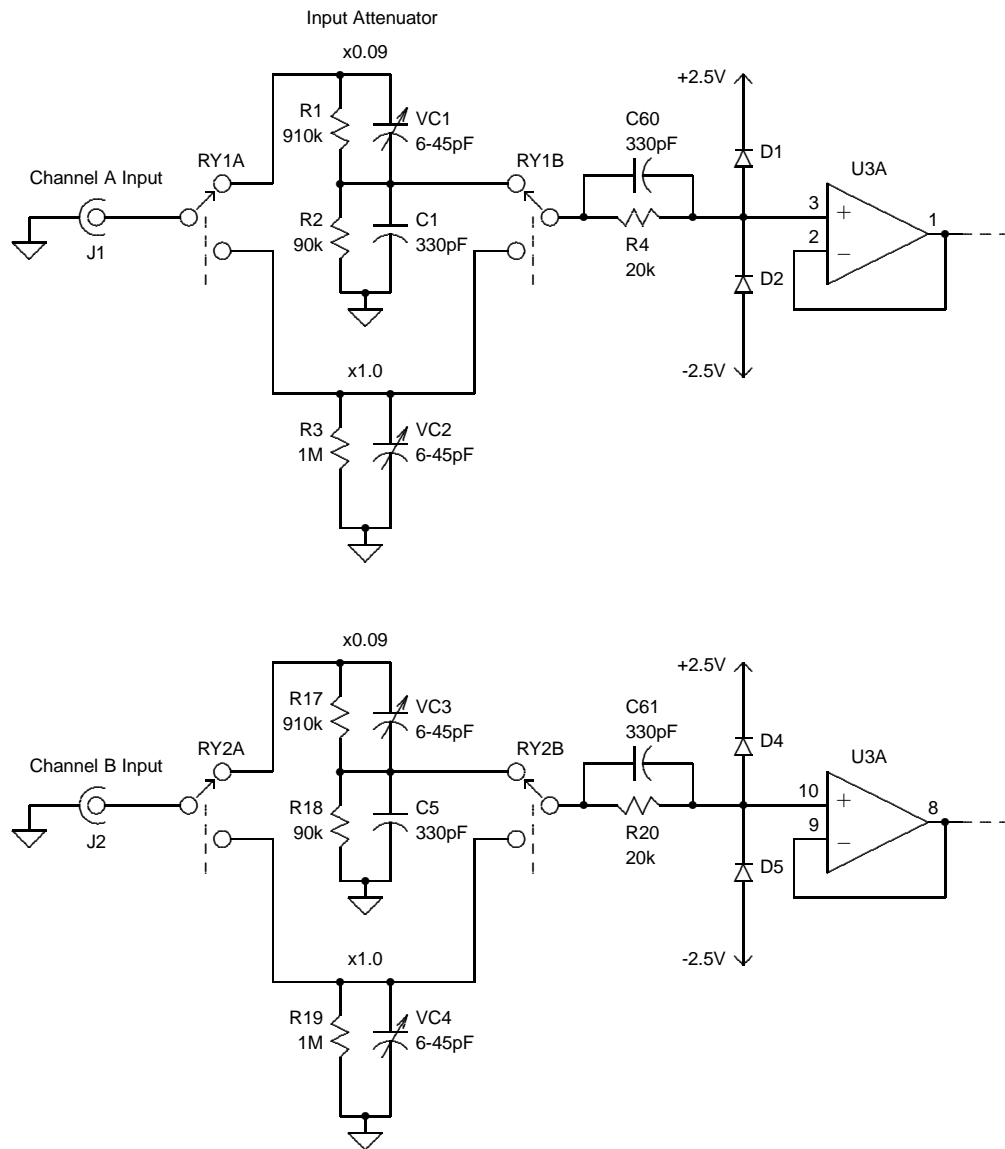 Input Attenuator
x0.09
+2.5V
R1
910k
VC1
6-45pF
C60
330pF
D1
U3A
RY1A
RY1B
Channel A Input
J1
R2
90k
C1
330pF
R4
20k
3
2
1
+
−
D2
-2.5V
x1.0
R3
1M
VC2
6-45pF
x0.09
+2.5V
R17
910k
VC3
6-45pF
C61
330pF
D4
U3A
RY2A
RY2B
Channel B Input
J2
R18
90k
C5
330pF
R20
20k
10
9
8
+
−
D5
-2.5V
x1.0
R19
1M
VC4
6-45pF